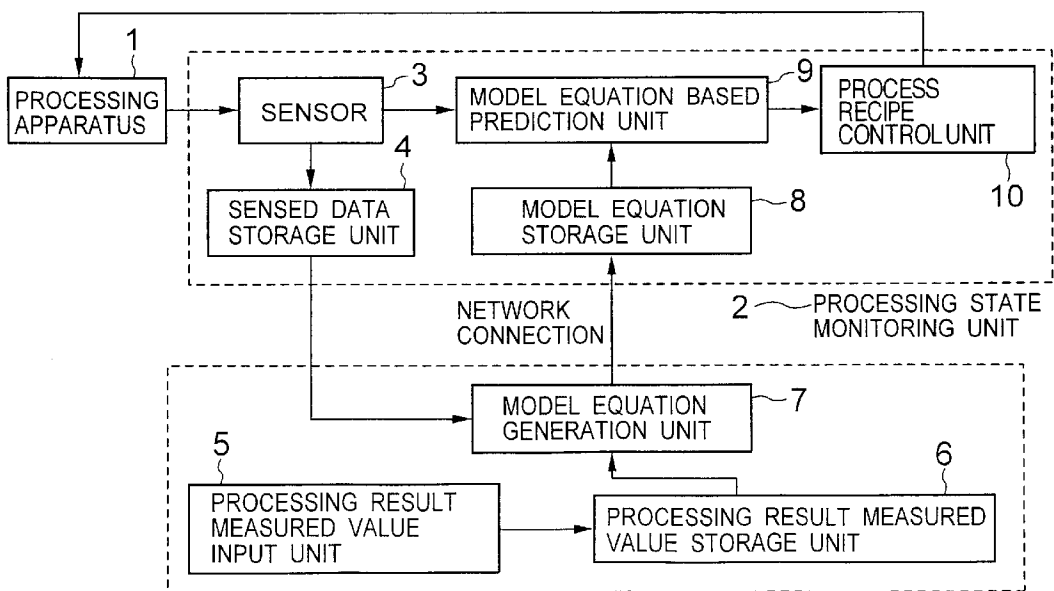 1
PROCESSING
APPARATUS
3
SENSOR
9
MODEL EQUATION BASED
PREDICTION UNIT
PROCESS
RECIPE
CONTROL UNIT
10
4
SENSED DATA
STORAGE UNIT
8
MODEL EQUATION
STORAGE UNIT
NETWORK
CONNECTION
2
PROCESSING STATE
MONITORING UNIT
7
MODEL EQUATION
GENERATION UNIT
5
PROCESSING RESULT
MEASURED VALUE
INPUT UNIT
6
PROCESSING RESULT MEASURED
VALUE STORAGE UNIT